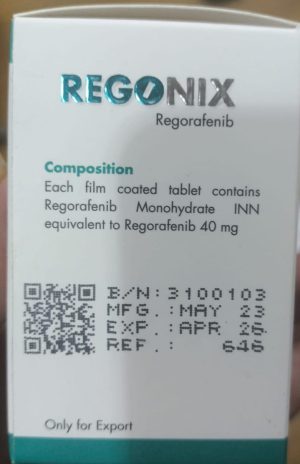 REGONIX
Regorafenib
Composition
Each film coated tablet contains
Regorafenib Monohydrate INN
equivalent to Regorafenib 40 mg
B/N: 3100103
MFG. : MAY 23
EXP. : APR 26
REF. : 646
Only for Export